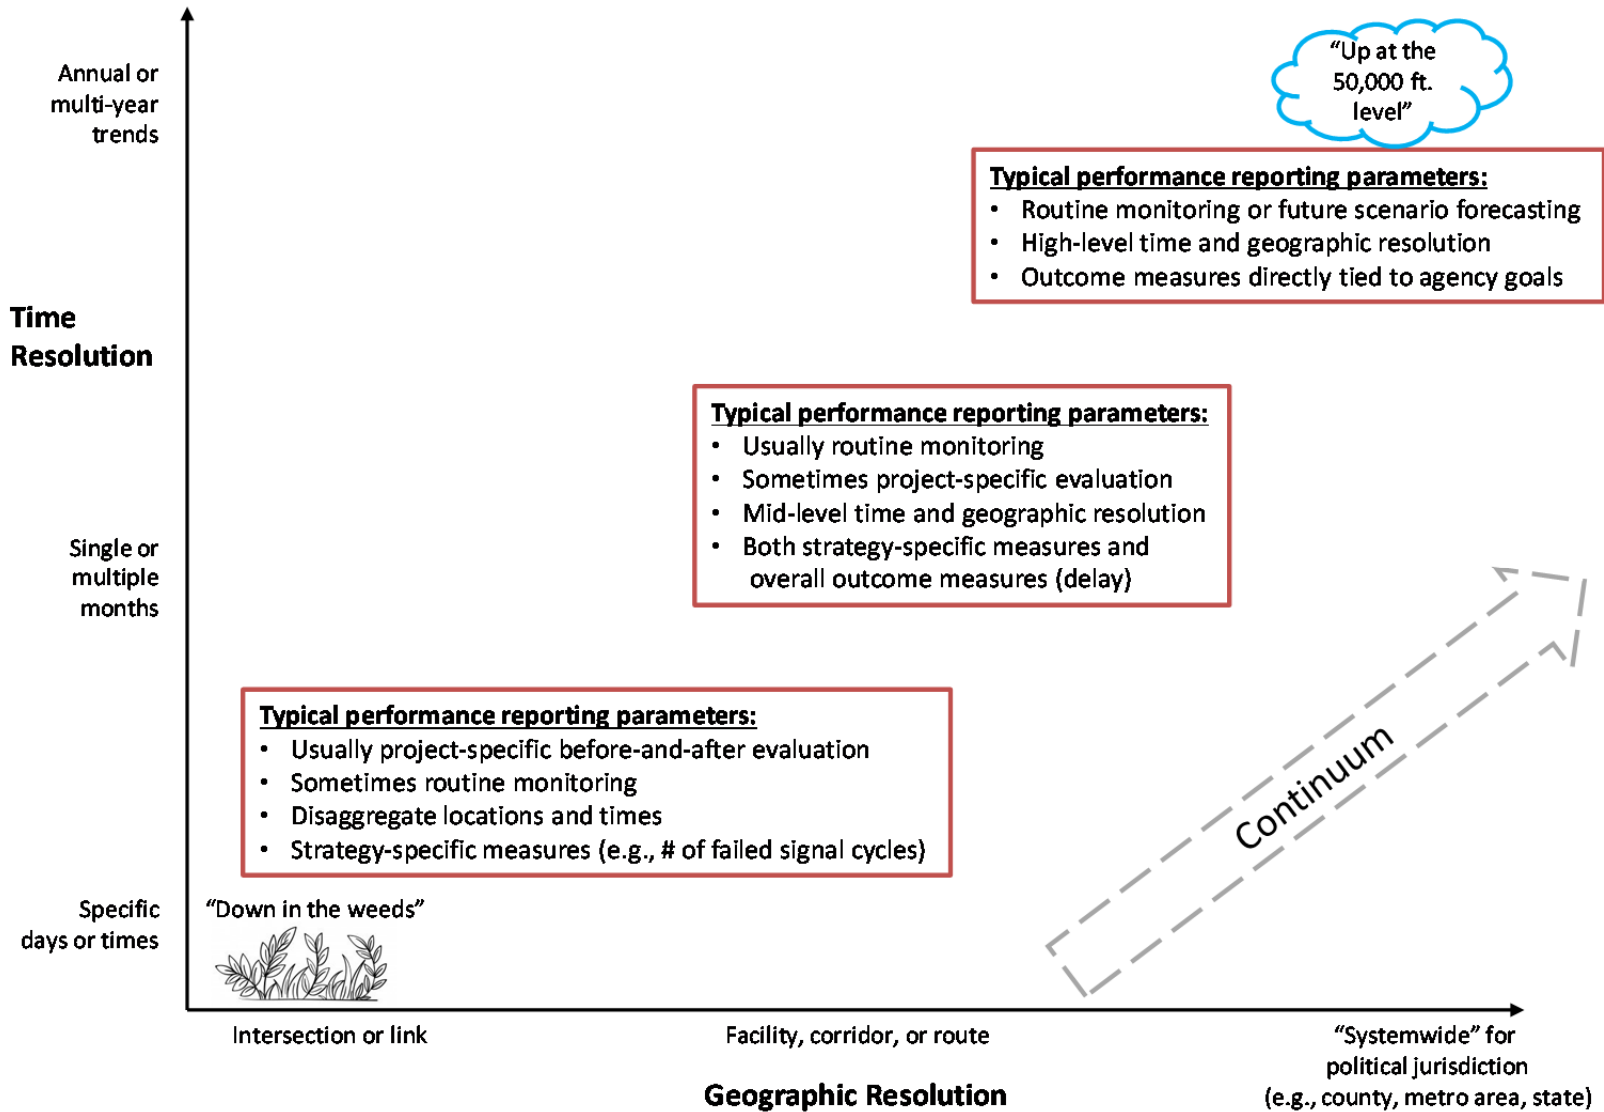 “Up at the
50,000 ft.
level”
Annual or
multi-year
trends
Typical performance reporting parameters:
• Routine monitoring or future scenario forecasting
• High-level time and geographic resolution
• Outcome measures directly tied to agency goals
Time
Resolution
Typical performance reporting parameters:
• Usually routine monitoring
• Sometimes project-specific evaluation
• Mid-level time and geographic resolution
• Both strategy-specific measures and
overall outcome measures (delay)
Single or
multiple
months
Typical performance reporting parameters:
• Usually project-specific before-and-after evaluation
• Sometimes routine monitoring
• Disaggregate locations and times
• Strategy-specific measures (e.g., # of failed signal cycles)
Continuum
Specific
days or times
“Down in the weeds”
Intersection or link
Facility, corridor, or route
“Systemwide” for
political jurisdiction
(e.g., county, metro area, state)
Geographic Resolution